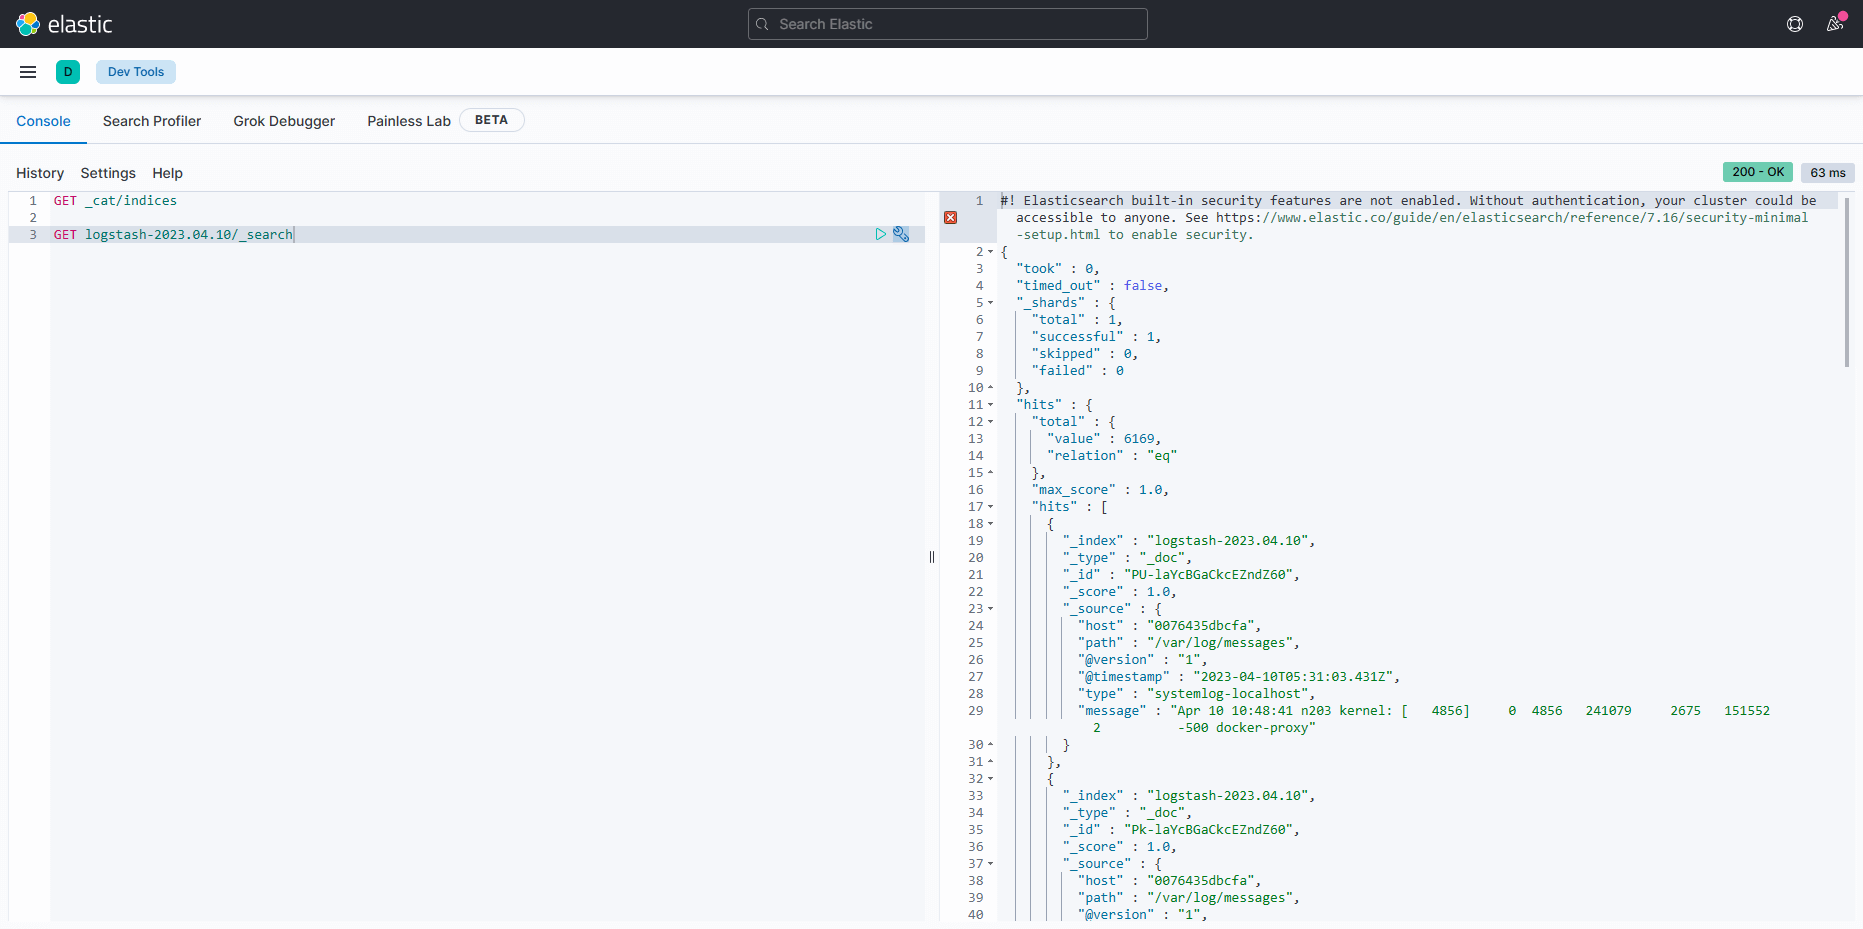 elastic
Search Elastic
D
Dev Tools
Console Search Profiler Grok Debugger Painless Lab BETA
History Settings Help
200 - OK 63 ms
1 GET _cat/indices
2
3 GET logstash-2023.04.10/_search
1 #! Elasticsearch built-in security features are not enabled. Without authentication, your cluster could be
accessible to anyone. See https://www.elastic.co/guide/en/elasticsearch/reference/7.16/security-minimal
-setup.html to enable security.
2 {
3 "took" : 0,
4 "timed_out" : false,
5 "_shards" : {
6 "total" : 1,
7 "successful" : 1,
8 "skipped" : 0,
9 "failed" : 0
10 },
11 "hits" : {
12 "total" : {
13 "value" : 6169,
14 "relation" : "eq"
15 },
16 "max_score" : 1.0,
17 "hits" : [
18 {
19 "_index" : "logstash-2023.04.10",
20 "_type" : "_doc",
21 "_id" : "PU-laYcBGaCkcEZndZ60",
22 "_score" : 1.0,
23 "_source" : {
24 "host" : "0076435dbcfa",
25 "path" : "/var/log/messages",
26 "@version" : "1",
27 "@timestamp" : "2023-04-10T05:31:03.431Z",
28 "type" : "systemlog-localhost",
29 "message" : "Apr 10 10:48:41 n203 kernel: [   4856]     0  4856   241079     2675   151552
2          -500 docker-proxy"
30 }
31 },
32 {
33 "_index" : "logstash-2023.04.10",
34 "_type" : "_doc",
35 "_id" : "Pk-laYcBGaCkcEZndZ60",
36 "_score" : 1.0,
37 "_source" : {
38 "host" : "0076435dbcfa",
39 "path" : "/var/log/messages",
40 "@version" : "1",